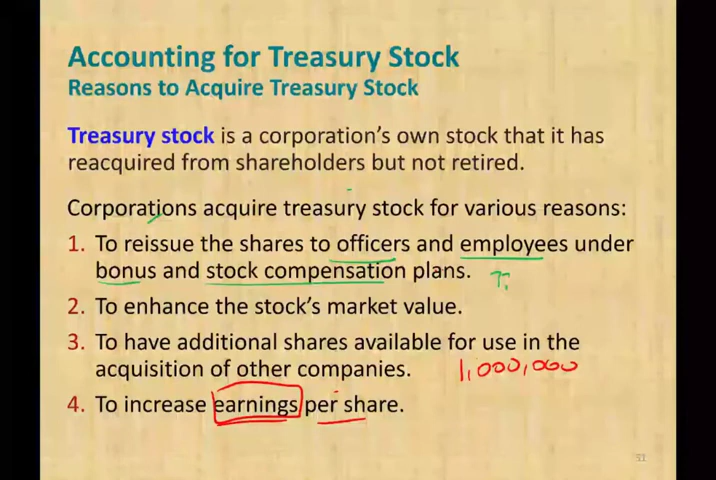 Accounting for Treasury Stock
Reasons to Acquire Treasury Stock
Treasury stock is a corporation's own stock that it has
reacquired from shareholders but not retired.
Corporations acquire treasury stock for various reasons:
1. To reissue the shares to officers and employees under
bonus and stock compensation plans.
2. To enhance the stock's market value.
3. To have additional shares available for use in the
acquisition of other companies.
1,000,000
4. To increase earnings per share.